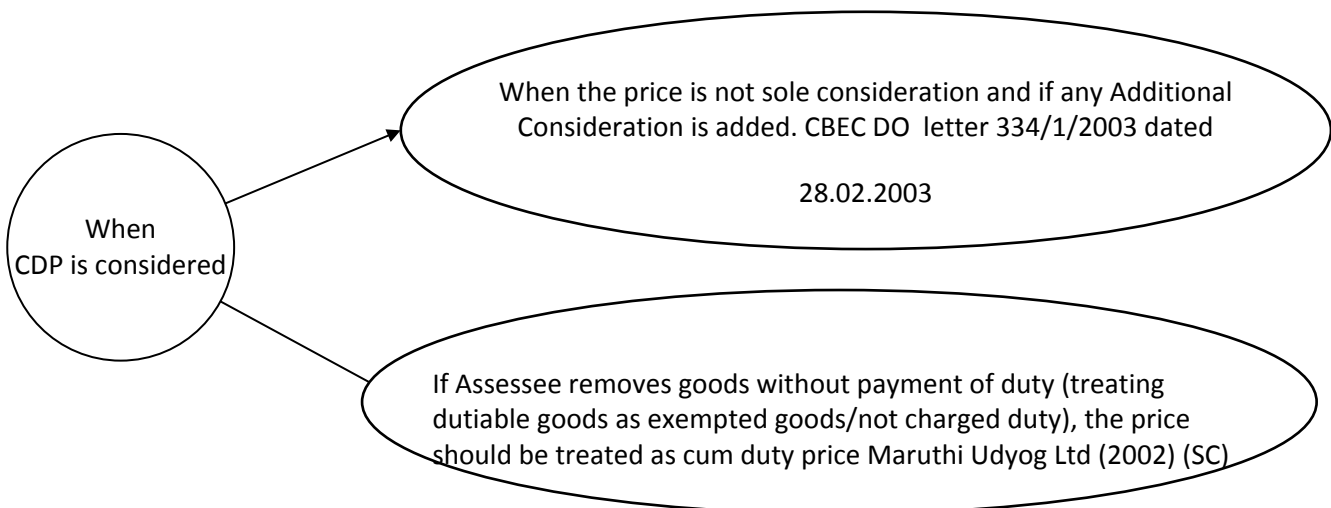 When the price is not sole consideration and if any Additional
Consideration is added. CBEC DO letter 334/1/2003 dated
28.02.2003
When
CDP is considered
If Assessee removes goods without payment of duty (treating
dutiable goods as exempted goods/not charged duty), the price
should be treated as cum duty price Maruthi Udyog Ltd (2002) (SC)